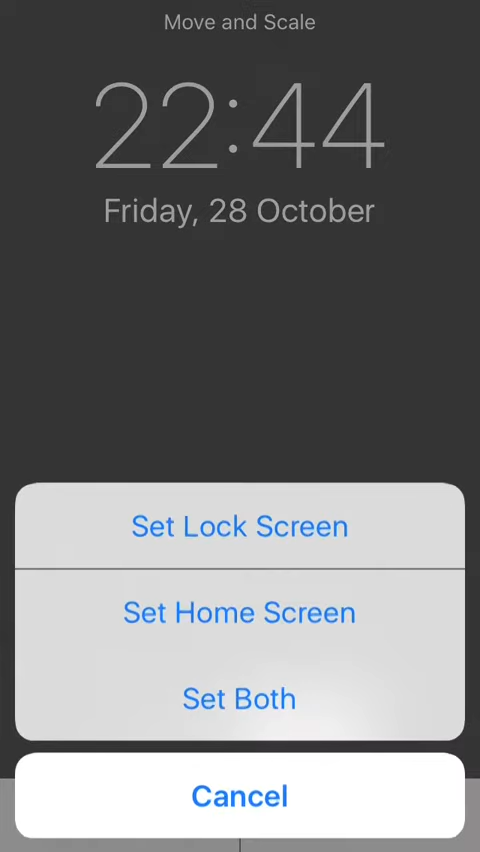 Move and Scale
22:44
Friday, 28 October
Set Lock Screen
Set Home Screen
Set Both
Cancel